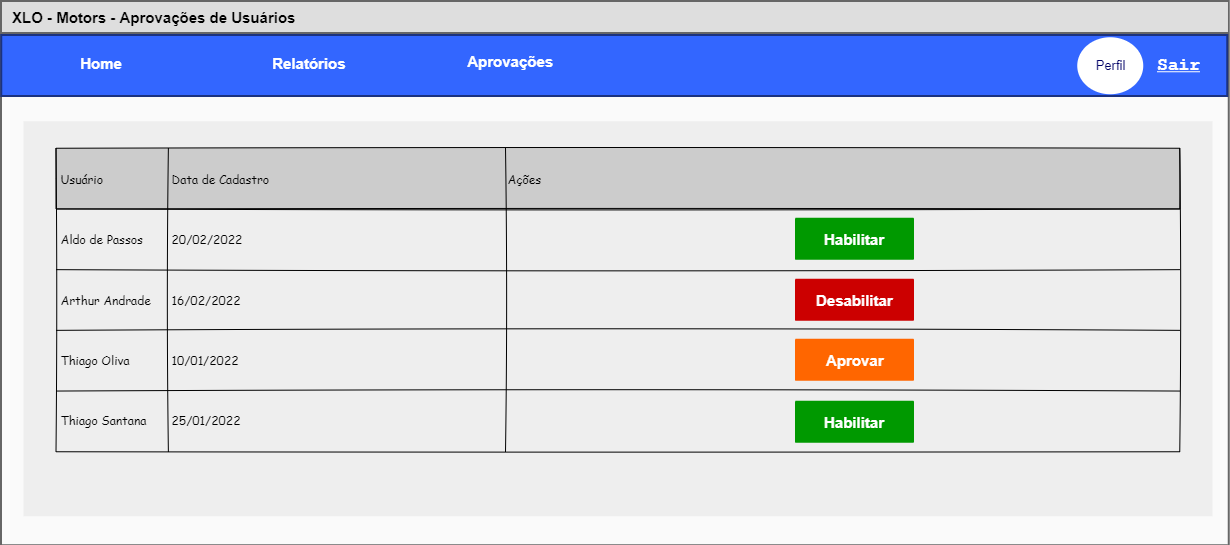 XLO - Motors - Aprovações de Usuários
Home Relatórios Aprovações Perfil Sair
Usuário Data de Cadastro Ações
Aldo de Passos 20/02/2022 Habilitar
Arthur Andrade 16/02/2022 Desabilitar
Thiago Oliva 10/01/2022 Aprovar
Thiago Santana 25/01/2022 Habilitar